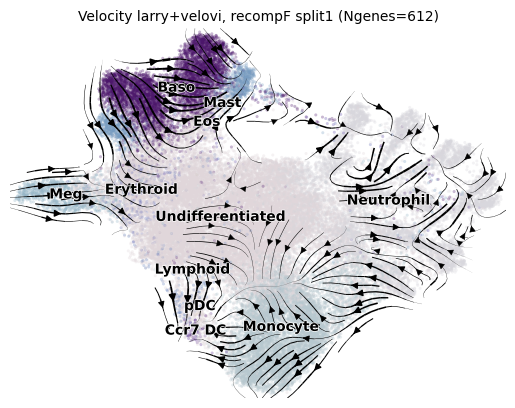 Velocity larry+velovi, recompF split1 (Ngenes=612)
Baso
Mast
Eos
Meg
Erythroid
Neutrophil
Undifferentiated
Lymphoid
pDC
Ccr7 DC
Monocyte